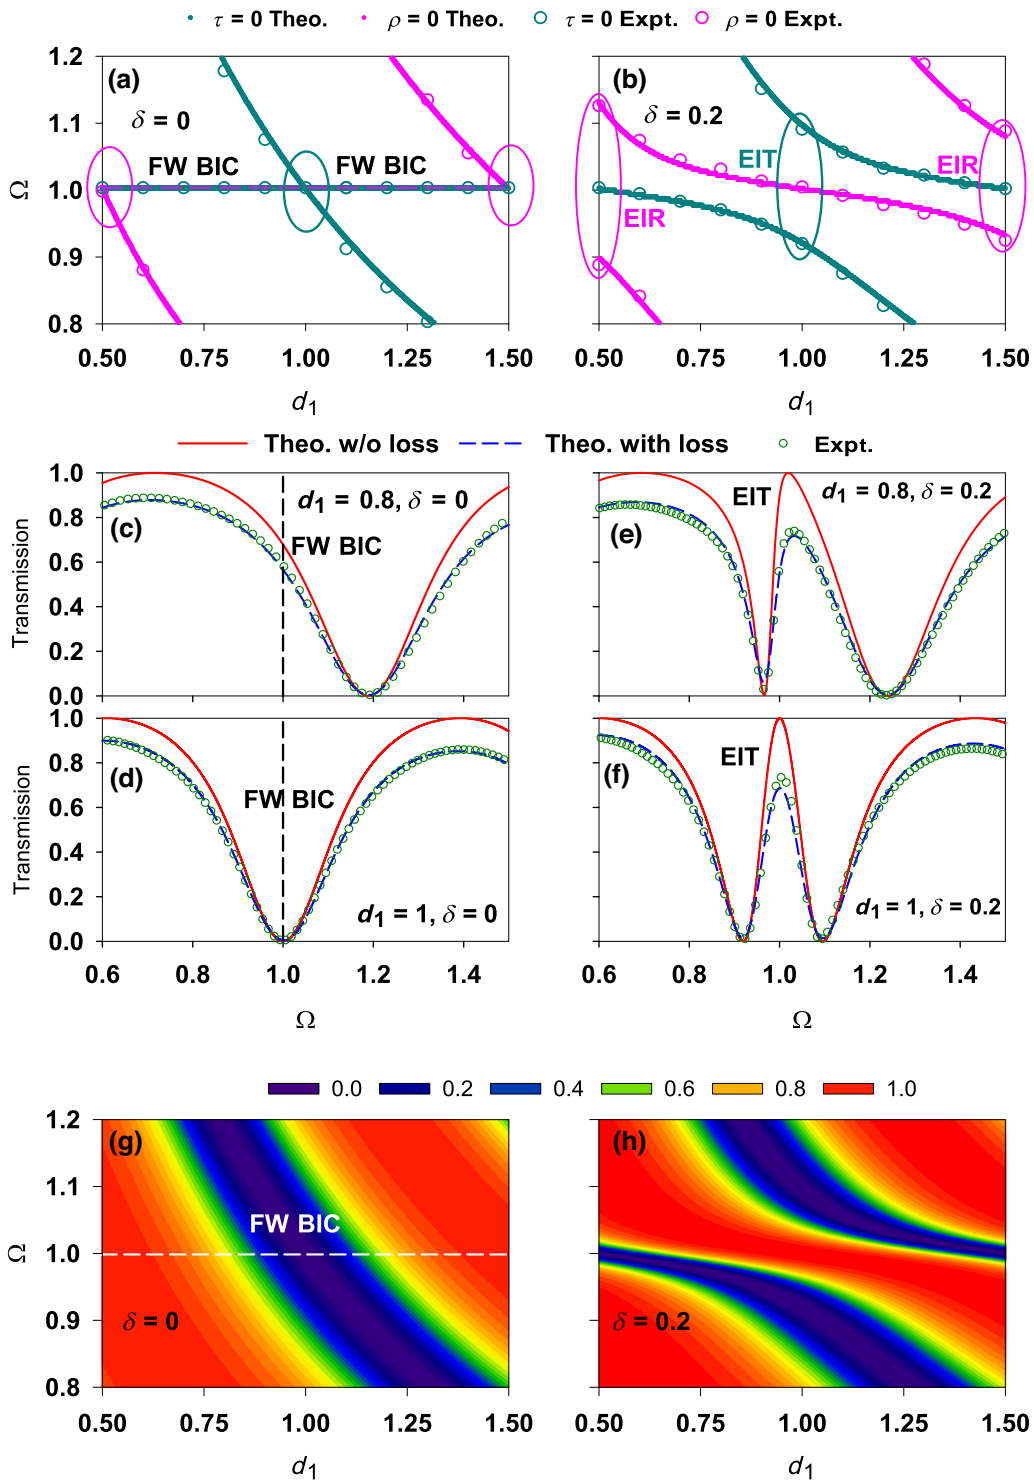 τ = 0 Theo. ρ = 0 Theo. τ = 0 Expt. ρ = 0 Expt.
(a)
δ = 0
FW BIC FW BIC
Ω
1.2
1.1
1.0
0.9
0.8
0.50 0.75 1.00 1.25 1.50
d1
(b)
δ = 0.2
EIT
EIR
EIR
0.50 0.75 1.00 1.25 1.50
d1
Theo. w/o loss Theo. with loss Expt.
(c)
d1 = 0.8, δ = 0
FW BIC
Transmission
1.0
0.8
0.6
0.4
0.2
0.0
(e)
EIT
d1 = 0.8, δ = 0.2
(d)
FW BIC
d1 = 1, δ = 0
Transmission
1.0
0.8
0.6
0.4
0.2
0.0
0.6 0.8 1.0 1.2 1.4
Ω
(f)
EIT
d1 = 1, δ = 0.2
0.6 0.8 1.0 1.2 1.4
Ω
0.0 0.2 0.4 0.6 0.8 1.0
(g)
FW BIC
δ = 0
Ω
1.2
1.1
1.0
0.9
0.8
0.50 0.75 1.00 1.25 1.50
d1
(h)
δ = 0.2
0.50 0.75 1.00 1.25 1.50
d1